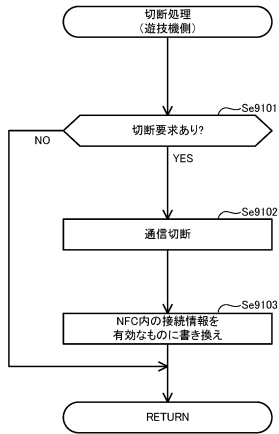 切断処理
(遊技機側)
Se9101
切断要求あり?
NO
YES
Se9102
通信切断
Se9103
NFC内の接続情報を
有効なものに書き換え
RETURN